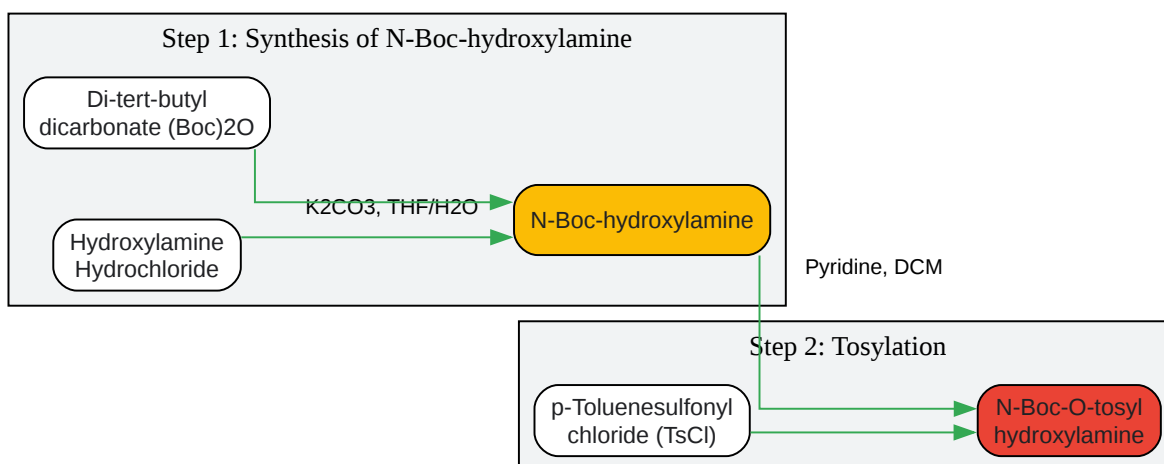 Step 1: Synthesis of N-Boc-hydroxylamine
Di-tert-butyl
dicarbonate (Boc)2O
K2CO3, THF/H2O
N-Boc-hydroxylamine
Hydroxylamine
Hydrochloride
Pyridine, DCM
Step 2: Tosylation
p-Toluenesulfonyl
chloride (TsCl)
N-Boc-O-tosyl
hydroxylamine